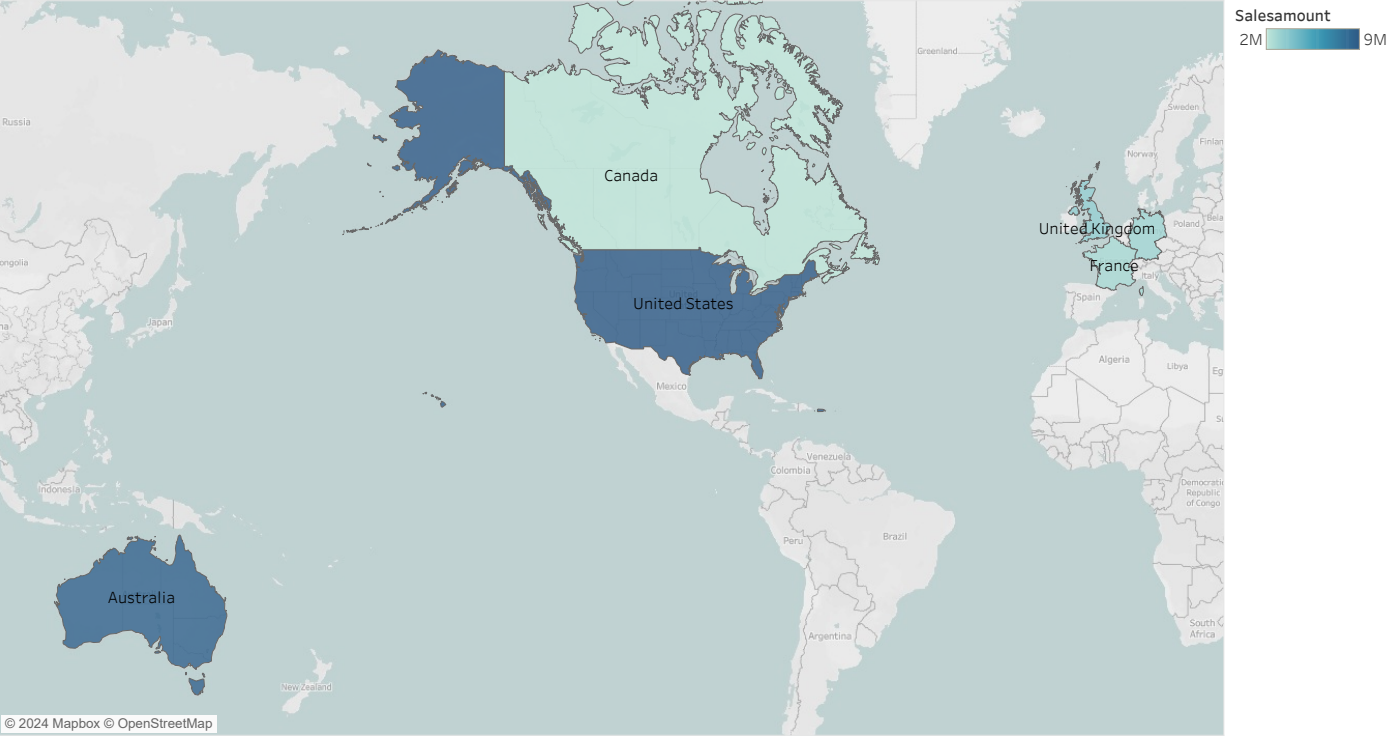 Salesamount
2M 9M
Greenland
Russia
Sweden
Norway
Canada
United Kingdom
Poland
France
Italy
Spain
United States
Japan
Mexico
Algeria
Libya
Venezuela
Colombia
Indonesia
Democratic
Republic
of Congo
Peru
Brazil
Australia
Argentina
South
Africa
New Zealand
© 2024 Mapbox © OpenStreetMap